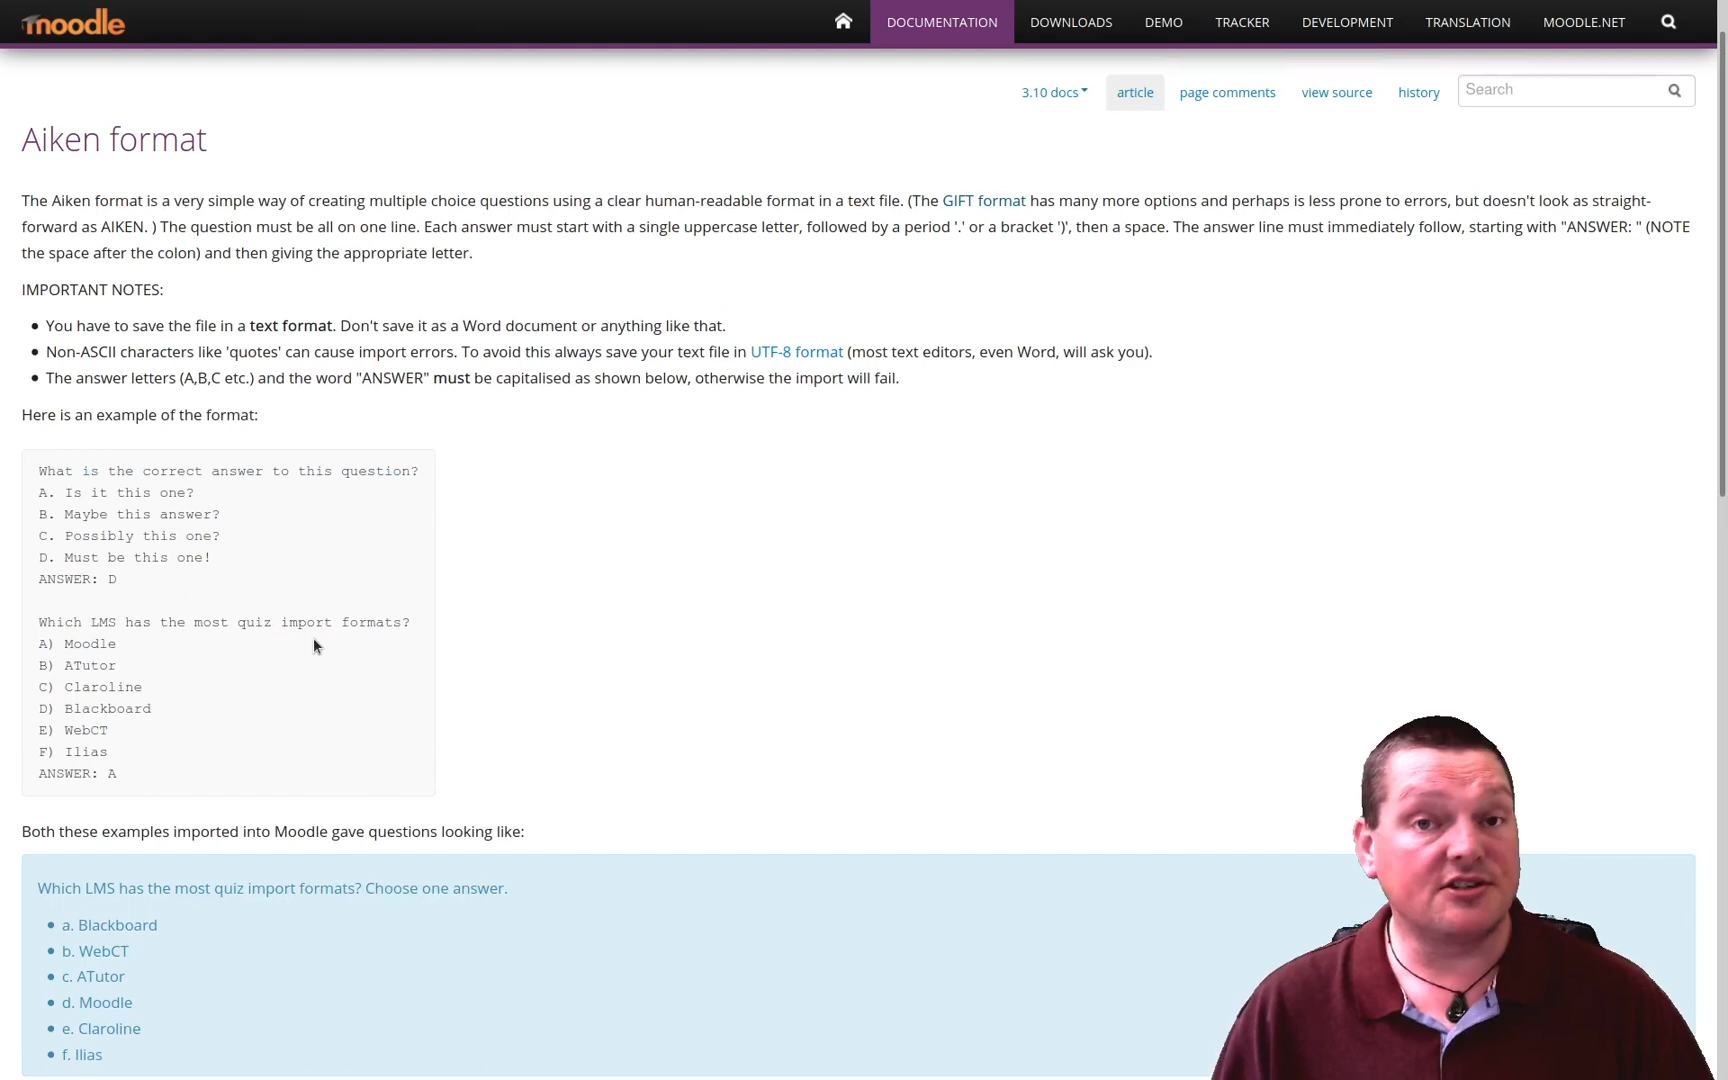 moodle
DOCUMENTATION DOWNLOADS DEMO TRACKER DEVELOPMENT TRANSLATION MOODLE.NET
3.10 docs article page comments view source history Search
Aiken format
The Aiken format is a very simple way of creating multiple choice questions using a clear human-readable format in a text file. (The GIFT format has many more options and perhaps is less prone to errors, but doesn't look as straight-
forward as AIKEN. ) The question must be all on one line. Each answer must start with a single uppercase letter, followed by a period '.' or a bracket ')', then a space. The answer line must immediately follow, starting with "ANSWER: " (NOTE
the space after the colon) and then giving the appropriate letter.
IMPORTANT NOTES:
• You have to save the file in a text format. Don't save it as a Word document or anything like that.
• Non-ASCII characters like 'quotes' can cause import errors. To avoid this always save your text file in UTF-8 format (most text editors, even Word, will ask you).
• The answer letters (A,B,C etc.) and the word "ANSWER" must be capitalised as shown below, otherwise the import will fail.
Here is an example of the format:
What is the correct answer to this question?
A. Is it this one?
B. Maybe this answer?
C. Possibly this one?
D. Must be this one!
ANSWER: D
Which LMS has the most quiz import formats?
A) Moodle
B) ATutor
C) Claroline
D) Blackboard
E) WebCT
F) Ilias
ANSWER: A
Both these examples imported into Moodle gave questions looking like:
Which LMS has the most quiz import formats? Choose one answer.
• a. Blackboard
• b. WebCT
• c. ATutor
• d. Moodle
• e. Claroline
• f. Ilias